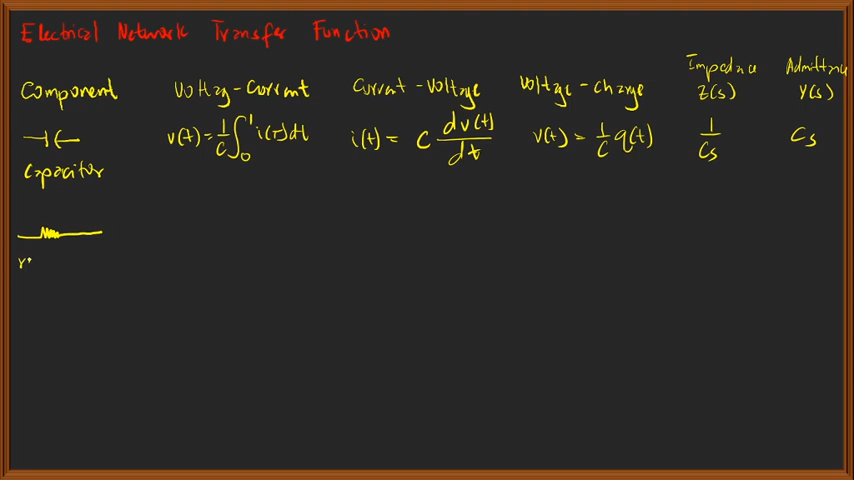 Electrical Network Transfer Function
Impedance Admittance
Component Voltage-Current Current-Voltage Voltage-charge Z(s) Y(s)
v(t) = 1/C ∫₀¹ i(τ)dτ i(t) = C dv(t)/dt v(t) = 1/C q(t) 1/Cs Cs
Capacitor